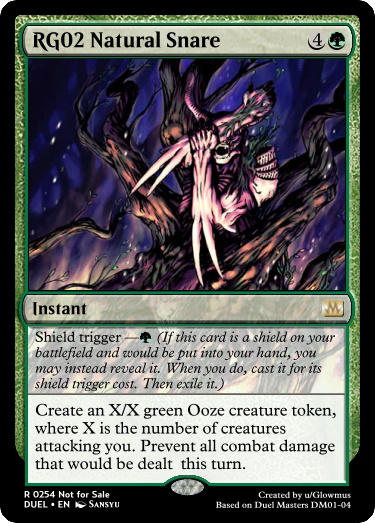 RG02 Natural Snare 4
Instant
Shield trigger — (If this card is a shield on your
battlefield and would be put into your hand, you
may instead reveal it. When you do, cast it for its
shield trigger cost. Then exile it.)
Create an X/X green Ooze creature token,
where X is the number of creatures
attacking you. Prevent all combat damage
that would be dealt  this turn.
R 0254 Not for Sale
DUEL • EN Sansyu
Created by u/Glowmus
Based on Duel Masters DM01-04